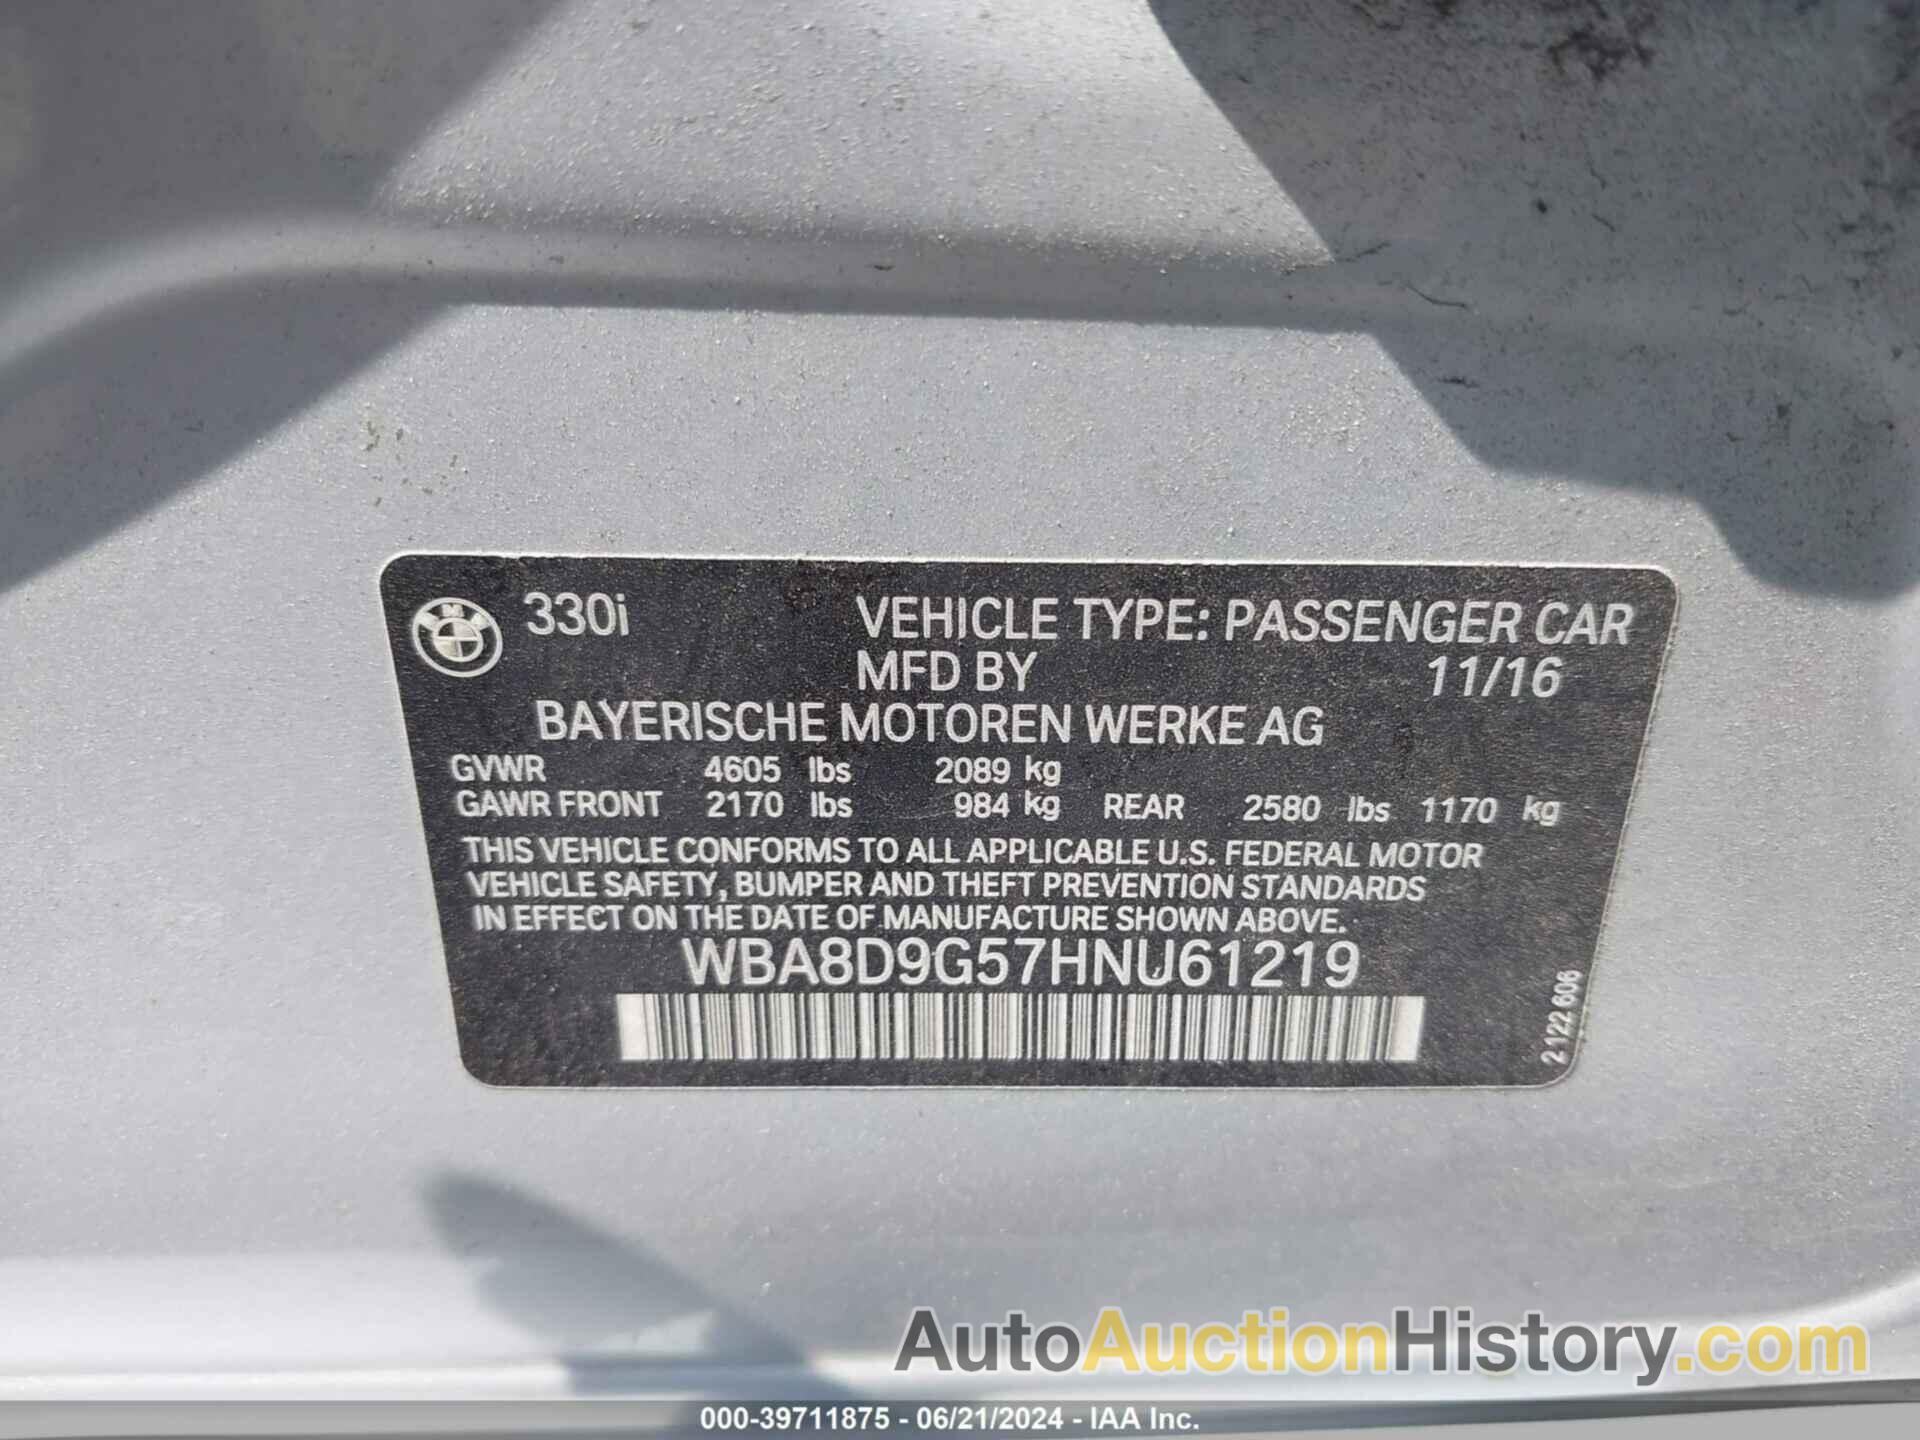 330i VEHICLE TYPE: PASSENGER CAR
MFD BY 11/16
BAYERISCHE MOTOREN WERKE AG
GVWR 4605 lbs 2089 kg
GAWR FRONT 2170 lbs 984 kg REAR 2580 lbs 1170 kg
THIS VEHICLE CONFORMS TO ALL APPLICABLE U.S. FEDERAL MOTOR
VEHICLE SAFETY, BUMPER AND THEFT PREVENTION STANDARDS
IN EFFECT ON THE DATE OF MANUFACTURE SHOWN ABOVE.
WBA8D9G57HNU61219
2 122 606
AutoAuctionHistory.com
000-39711875 - 06/21/2024 - IAA Inc.